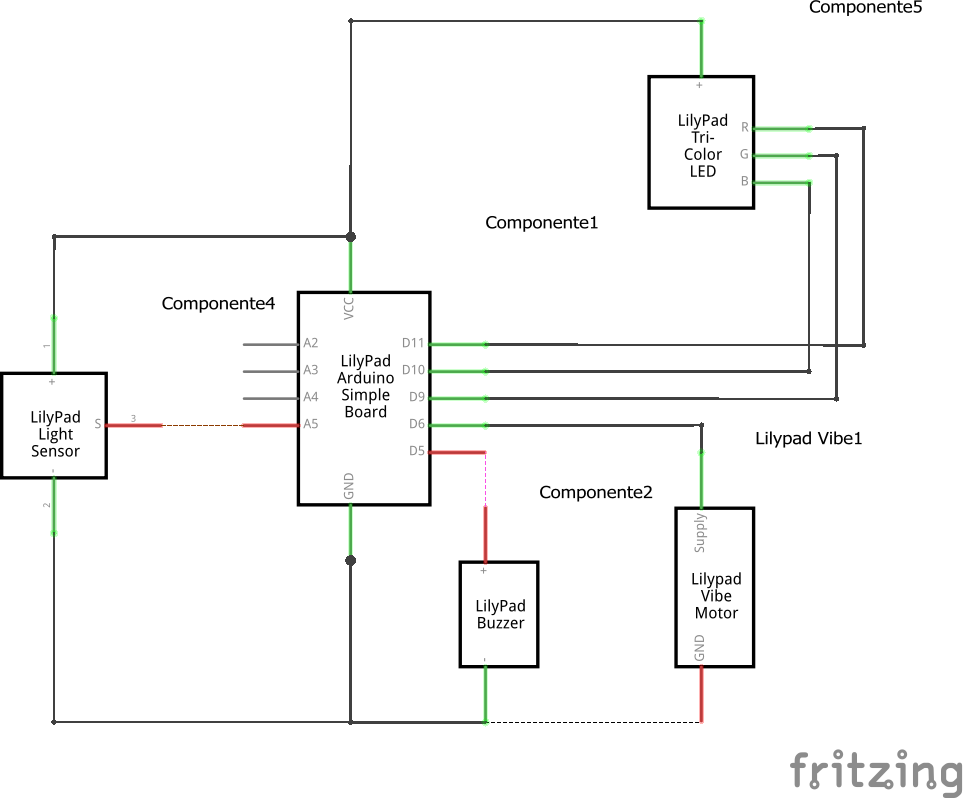 Componente5
+
LilyPad
Tri-
Color
LED
R
G
B
Componente1
Componente4
VCC
A2
A3
A4
A5
LilyPad
Arduino
Simple
Board
D11
D10
D9
D6
D5
GND
1
+
LilyPad
Light
Sensor
S
3
-
2
Lilypad Vibe1
Componente2
+
LilyPad
Buzzer
-
Supply
Lilypad
Vibe
Motor
GND
fritzing